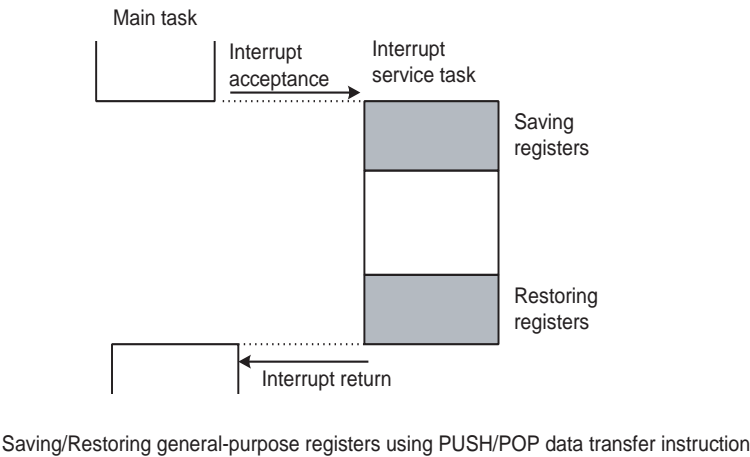 Main task
Interrupt
acceptance
Interrupt
service task
Saving
registers
Restoring
registers
Interrupt return
Saving/Restoring general-purpose registers using PUSH/POP data transfer instruction